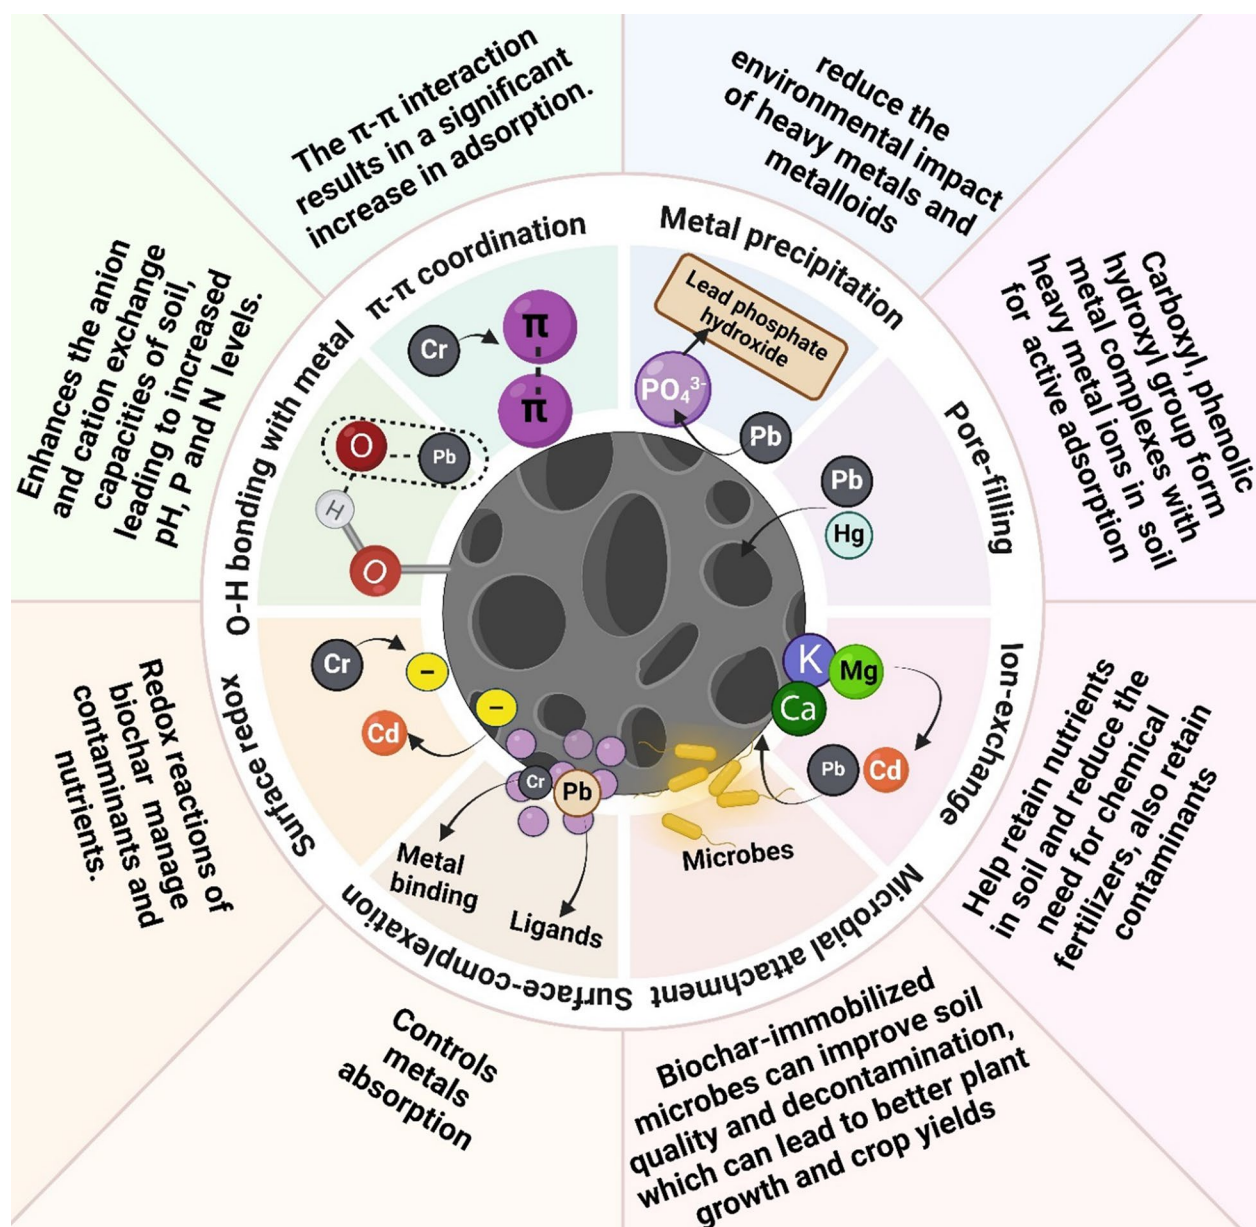 The π-π interaction
results in a significant
increase in adsorption.
reduce the
environmental impact
of heavy metals and
metalloids
Carboxyl, phenolic
hydroxyl group form
metal complexes with
heavy metal ions in soil
for active adsorption
Help retain nutrients
in soil and reduce the
need for chemical
fertilizers, also retain
contaminants
Biochar-immobilized
microbes can improve soil
quality and decontamination,
which can lead to better plant
growth and crop yields
Controls
metals
absorption
Redox reactions of
biochar manage
contaminants and
nutrients.
Enhances the anion
and cation exchange
capacities of soil,
leading to increased
pH, P and N levels.
π-π coordination
Metal precipitation
Pore-filling
Ion-exchange
Microbial attachment
Surface-complexation
Surface redox
O-H bonding with metal
Cr
π
π
Lead phosphate
hydroxide
PO₄³⁻
Pb
Pb
Hg
K
Mg
Ca
Pb
Cd
Microbes
Cr
Pb
Metal
binding
Ligands
Cr
−
−
Cd
O
Pb
H
O